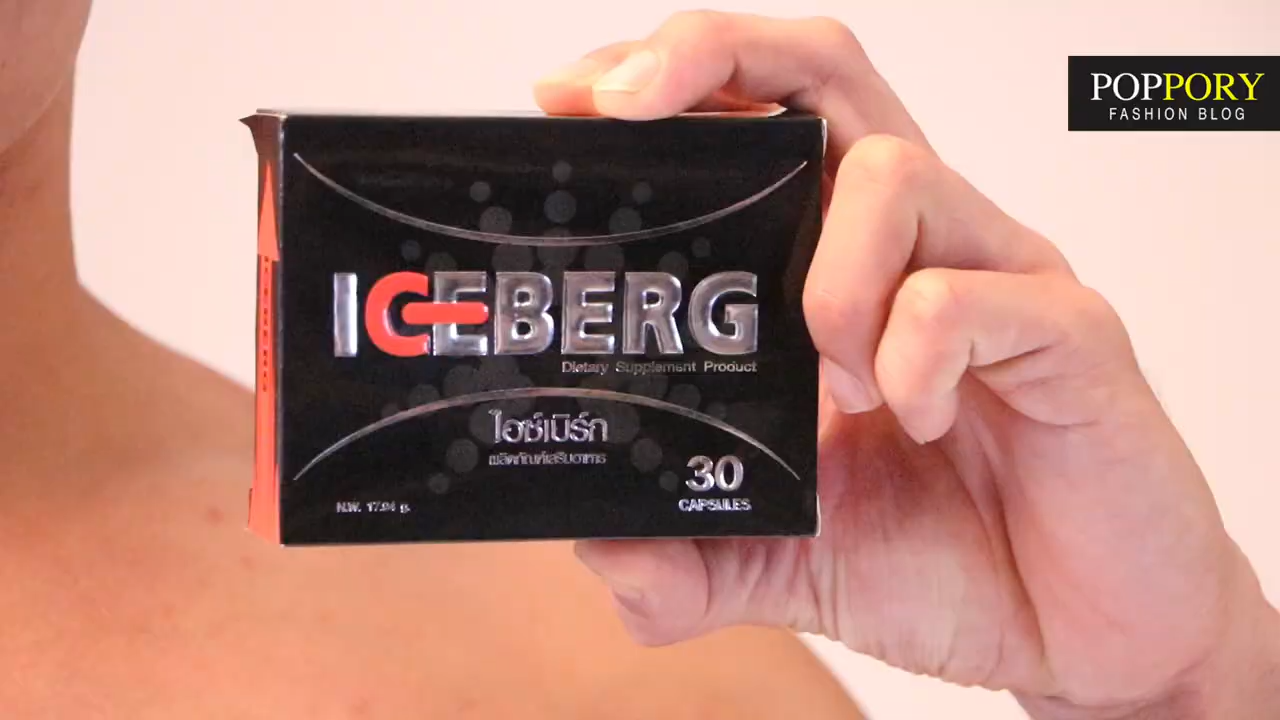 POPPORY
FASHION BLOG
ICEBERG
Dietary Supplement Product
ไอซ์เบิร์ก
ผลิตภัณฑ์เสริมอาหาร
30
CAPSULES
N.W. 17.94 g.